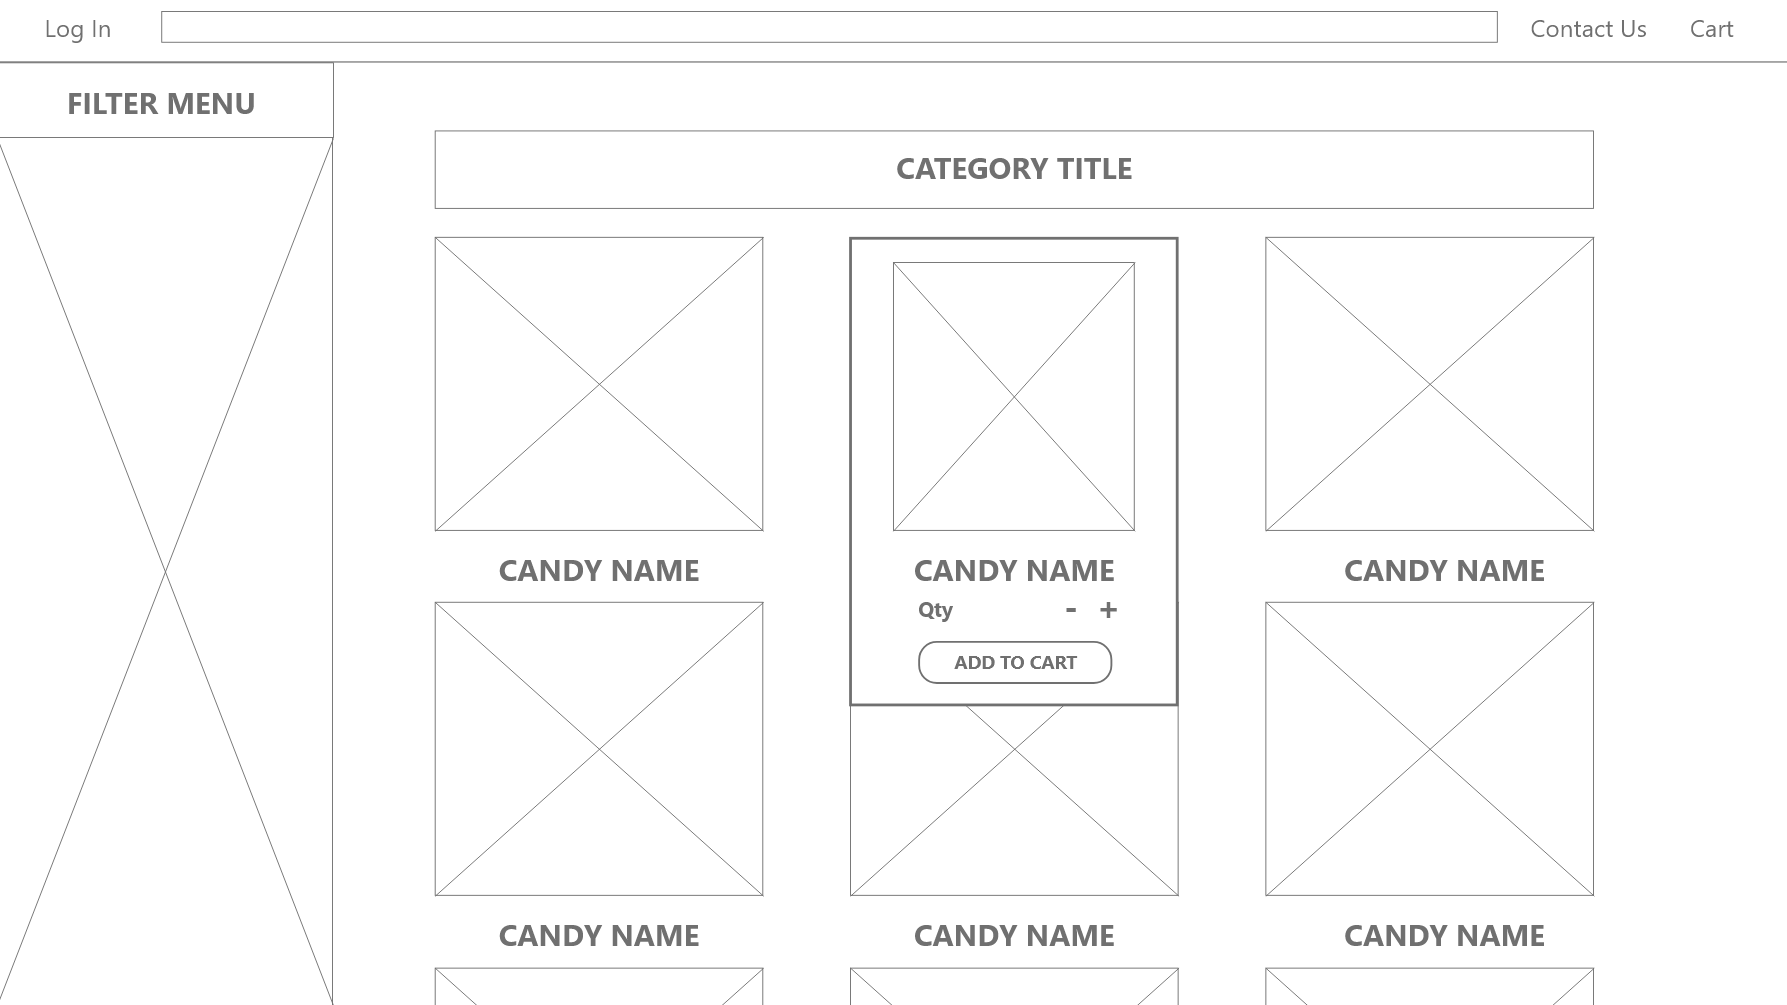 Log In
Contact Us
Cart
FILTER MENU
CATEGORY TITLE
CANDY NAME
CANDY NAME
CANDY NAME
Qty - +
ADD TO CART
CANDY NAME
CANDY NAME
CANDY NAME